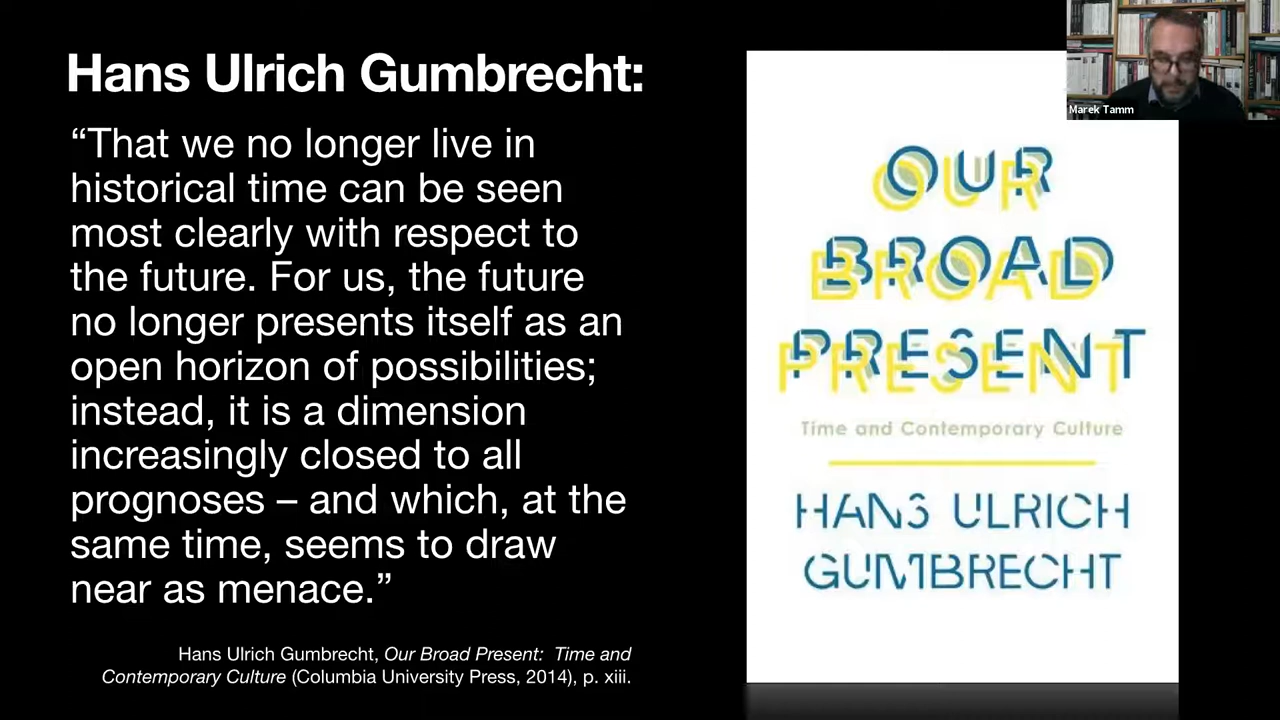 Hans Ulrich Gumbrecht:
“That we no longer live in
historical time can be seen
most clearly with respect to
the future. For us, the future
no longer presents itself as an
open horizon of possibilities;
instead, it is a dimension
increasingly closed to all
prognoses – and which, at the
same time, seems to draw
near as menace.”
Hans Ulrich Gumbrecht, Our Broad Present: Time and
Contemporary Culture (Columbia University Press, 2014), p. xiii.
Marek Tamm
OUR
BROAD
PRESENT
Time and Contemporary Culture
HANS ULRICH
GUMBRECHT